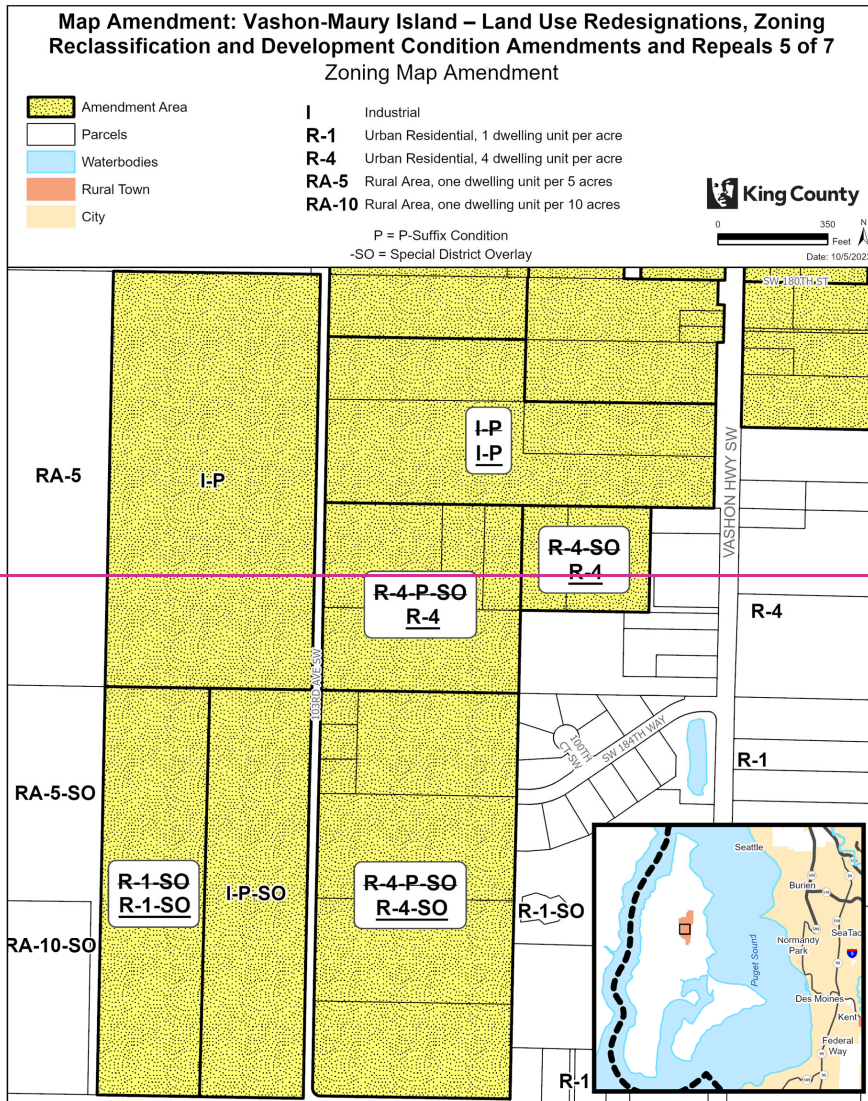 Map Amendment: Vashon-Maury Island – Land Use Redesignations, Zoning
Reclassification and Development Condition Amendments and Repeals 5 of 7
Zoning Map Amendment
Amendment Area
Parcels
Waterbodies
Rural Town
City
I Industrial
R-1 Urban Residential, 1 dwelling unit per acre
R-4 Urban Residential, 4 dwelling unit per acre
RA-5 Rural Area, one dwelling unit per 5 acres
RA-10 Rural Area, one dwelling unit per 10 acres
P = P-Suffix Condition
-SO = Special District Overlay
King County
0 350
Feet
N
Date: 10/5/2023
SW 180TH ST
VASHON HWY SW
RA-5
I-P
I-P
I-P
R-4-SO
R-4
R-4-P-SO
R-4
R-4
103RD AVE SW
100TH
CT SW
SW 184TH WAY
R-1
RA-5-SO
R-1-SO
R-1-SO
I-P-SO
R-4-P-SO
R-4-SO
R-1-SO
RA-10-SO
R-1
Seattle
Burien
SeaTac
Normandy
Park
Puget Sound
Des Moines
Kent
Federal
Way